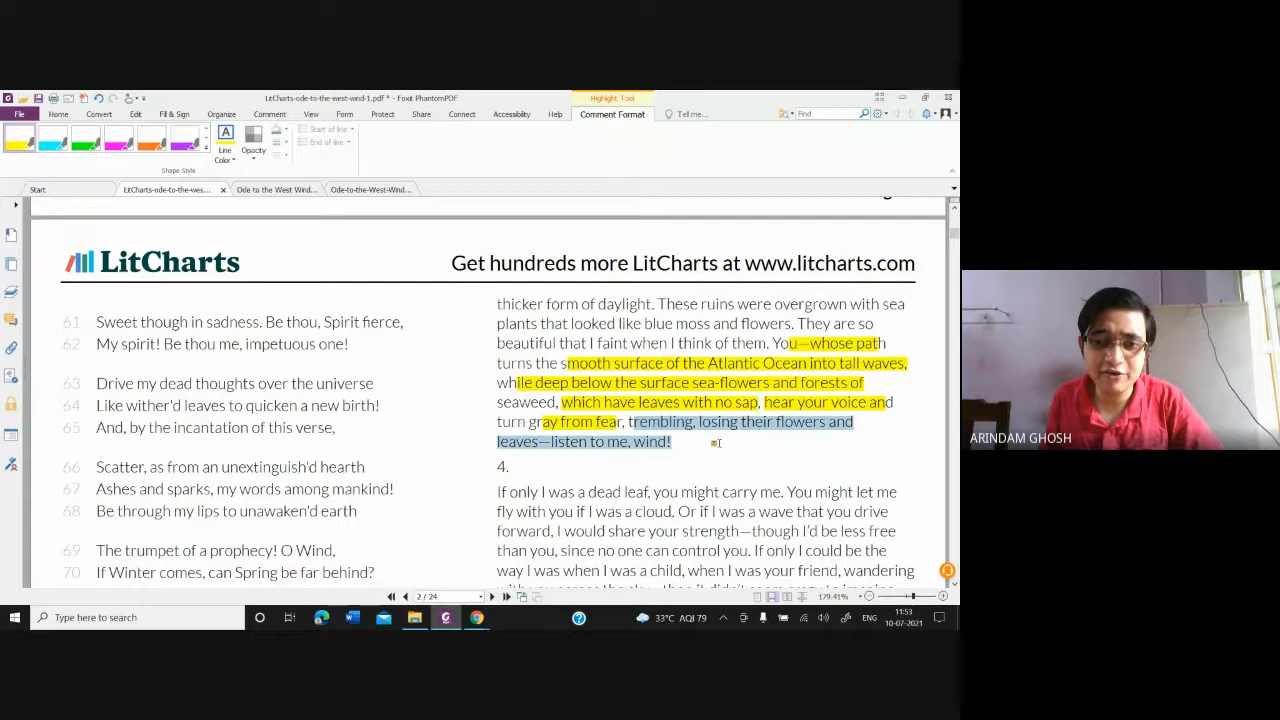 LitCharts-ode-to-the-west-wnd-1.pdf * - Foxit PhantomPDF
Highlight Tool
File Home Convert Edit Fill & Sign Organize Comment View Form Protect Share Connect Accessibility Help Comment Format Tell me... Find
Line Color
Opacity
Start of line
End of line
Shape Style
Start LitCharts-ode-to-the-wes... Ode to the West Wind... Ode-to-the-West-Wind...
LitCharts
Get hundreds more LitCharts at www.litcharts.com
61 Sweet though in sadness. Be thou, Spirit fierce,
62 My spirit! Be thou me, impetuous one!
63 Drive my dead thoughts over the universe
64 Like wither'd leaves to quicken a new birth!
65 And, by the incantation of this verse,
66 Scatter, as from an unextinguish'd hearth
67 Ashes and sparks, my words among mankind!
68 Be through my lips to unawaken'd earth
69 The trumpet of a prophecy! O Wind,
70 If Winter comes, can Spring be far behind?
thicker form of daylight. These ruins were overgrown with sea
plants that looked like blue moss and flowers. They are so
beautiful that I faint when I think of them. You—whose path
turns the smooth surface of the Atlantic Ocean into tall waves,
while deep below the surface sea-flowers and forests of
seaweed, which have leaves with no sap, hear your voice and
turn gray from fear, trembling, losing their flowers and
leaves—listen to me, wind!
4.
If only I was a dead leaf, you might carry me. You might let me
fly with you if I was a cloud. Or if I was a wave that you drive
forward, I would share your strength—though I'd be less free
than you, since no one can control you. If only I could be the
way I was when I was a child, when I was your friend, wandering
ARINDAM GHOSH
2 / 24
179.41%
Type here to search
33°C AQI 79
ENG
11:53
10-07-2021